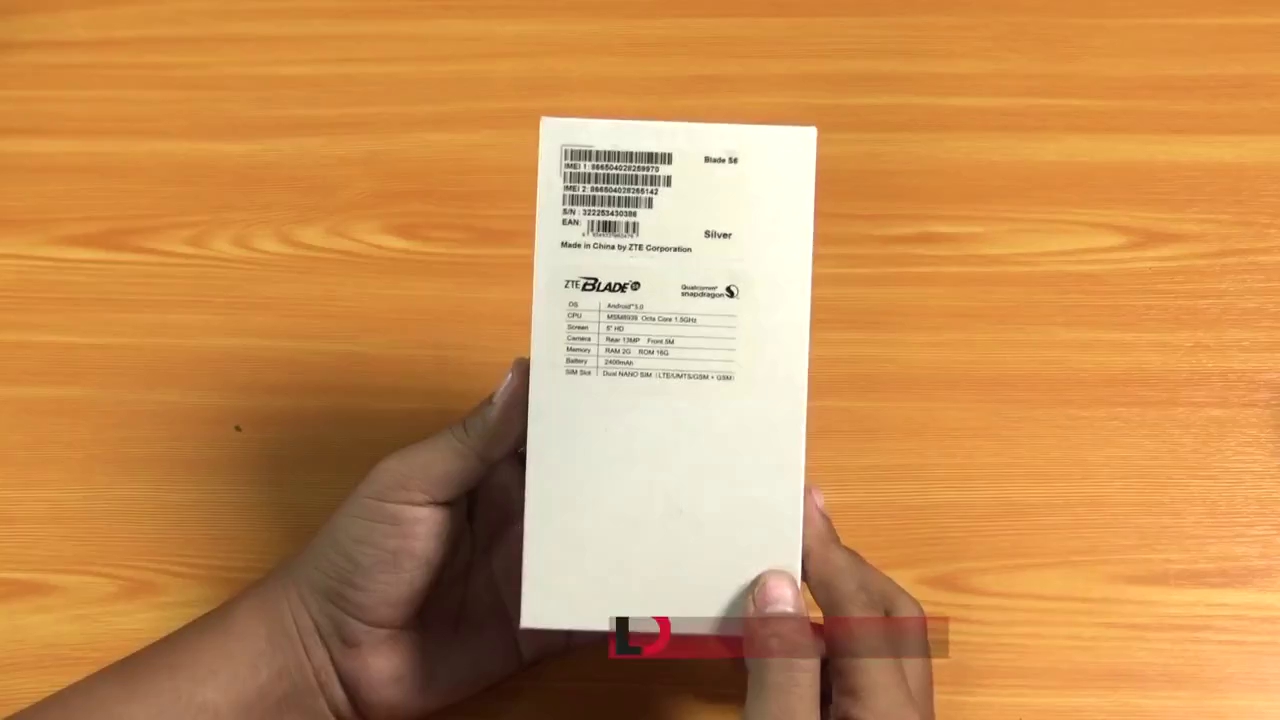 IMEI 1: 866504028259970
Blade S6
IMEI 2: 866504028265142
S/N : 322253430386
EAN:
Silver
Made in China by ZTE Corporation
ZTE BLADE S6
Qualcomm®
snapdragon
OS Android™5.0
CPU MSM8939 Octa Core 1.5GHz
Screen 5" HD
Camera Rear 13MP Front 5M
Memory RAM 2G ROM 16G
Battery 2400mAh
SIM Slot Dual NANO SIM (LTE/UMTS/GSM + GSM)
LD